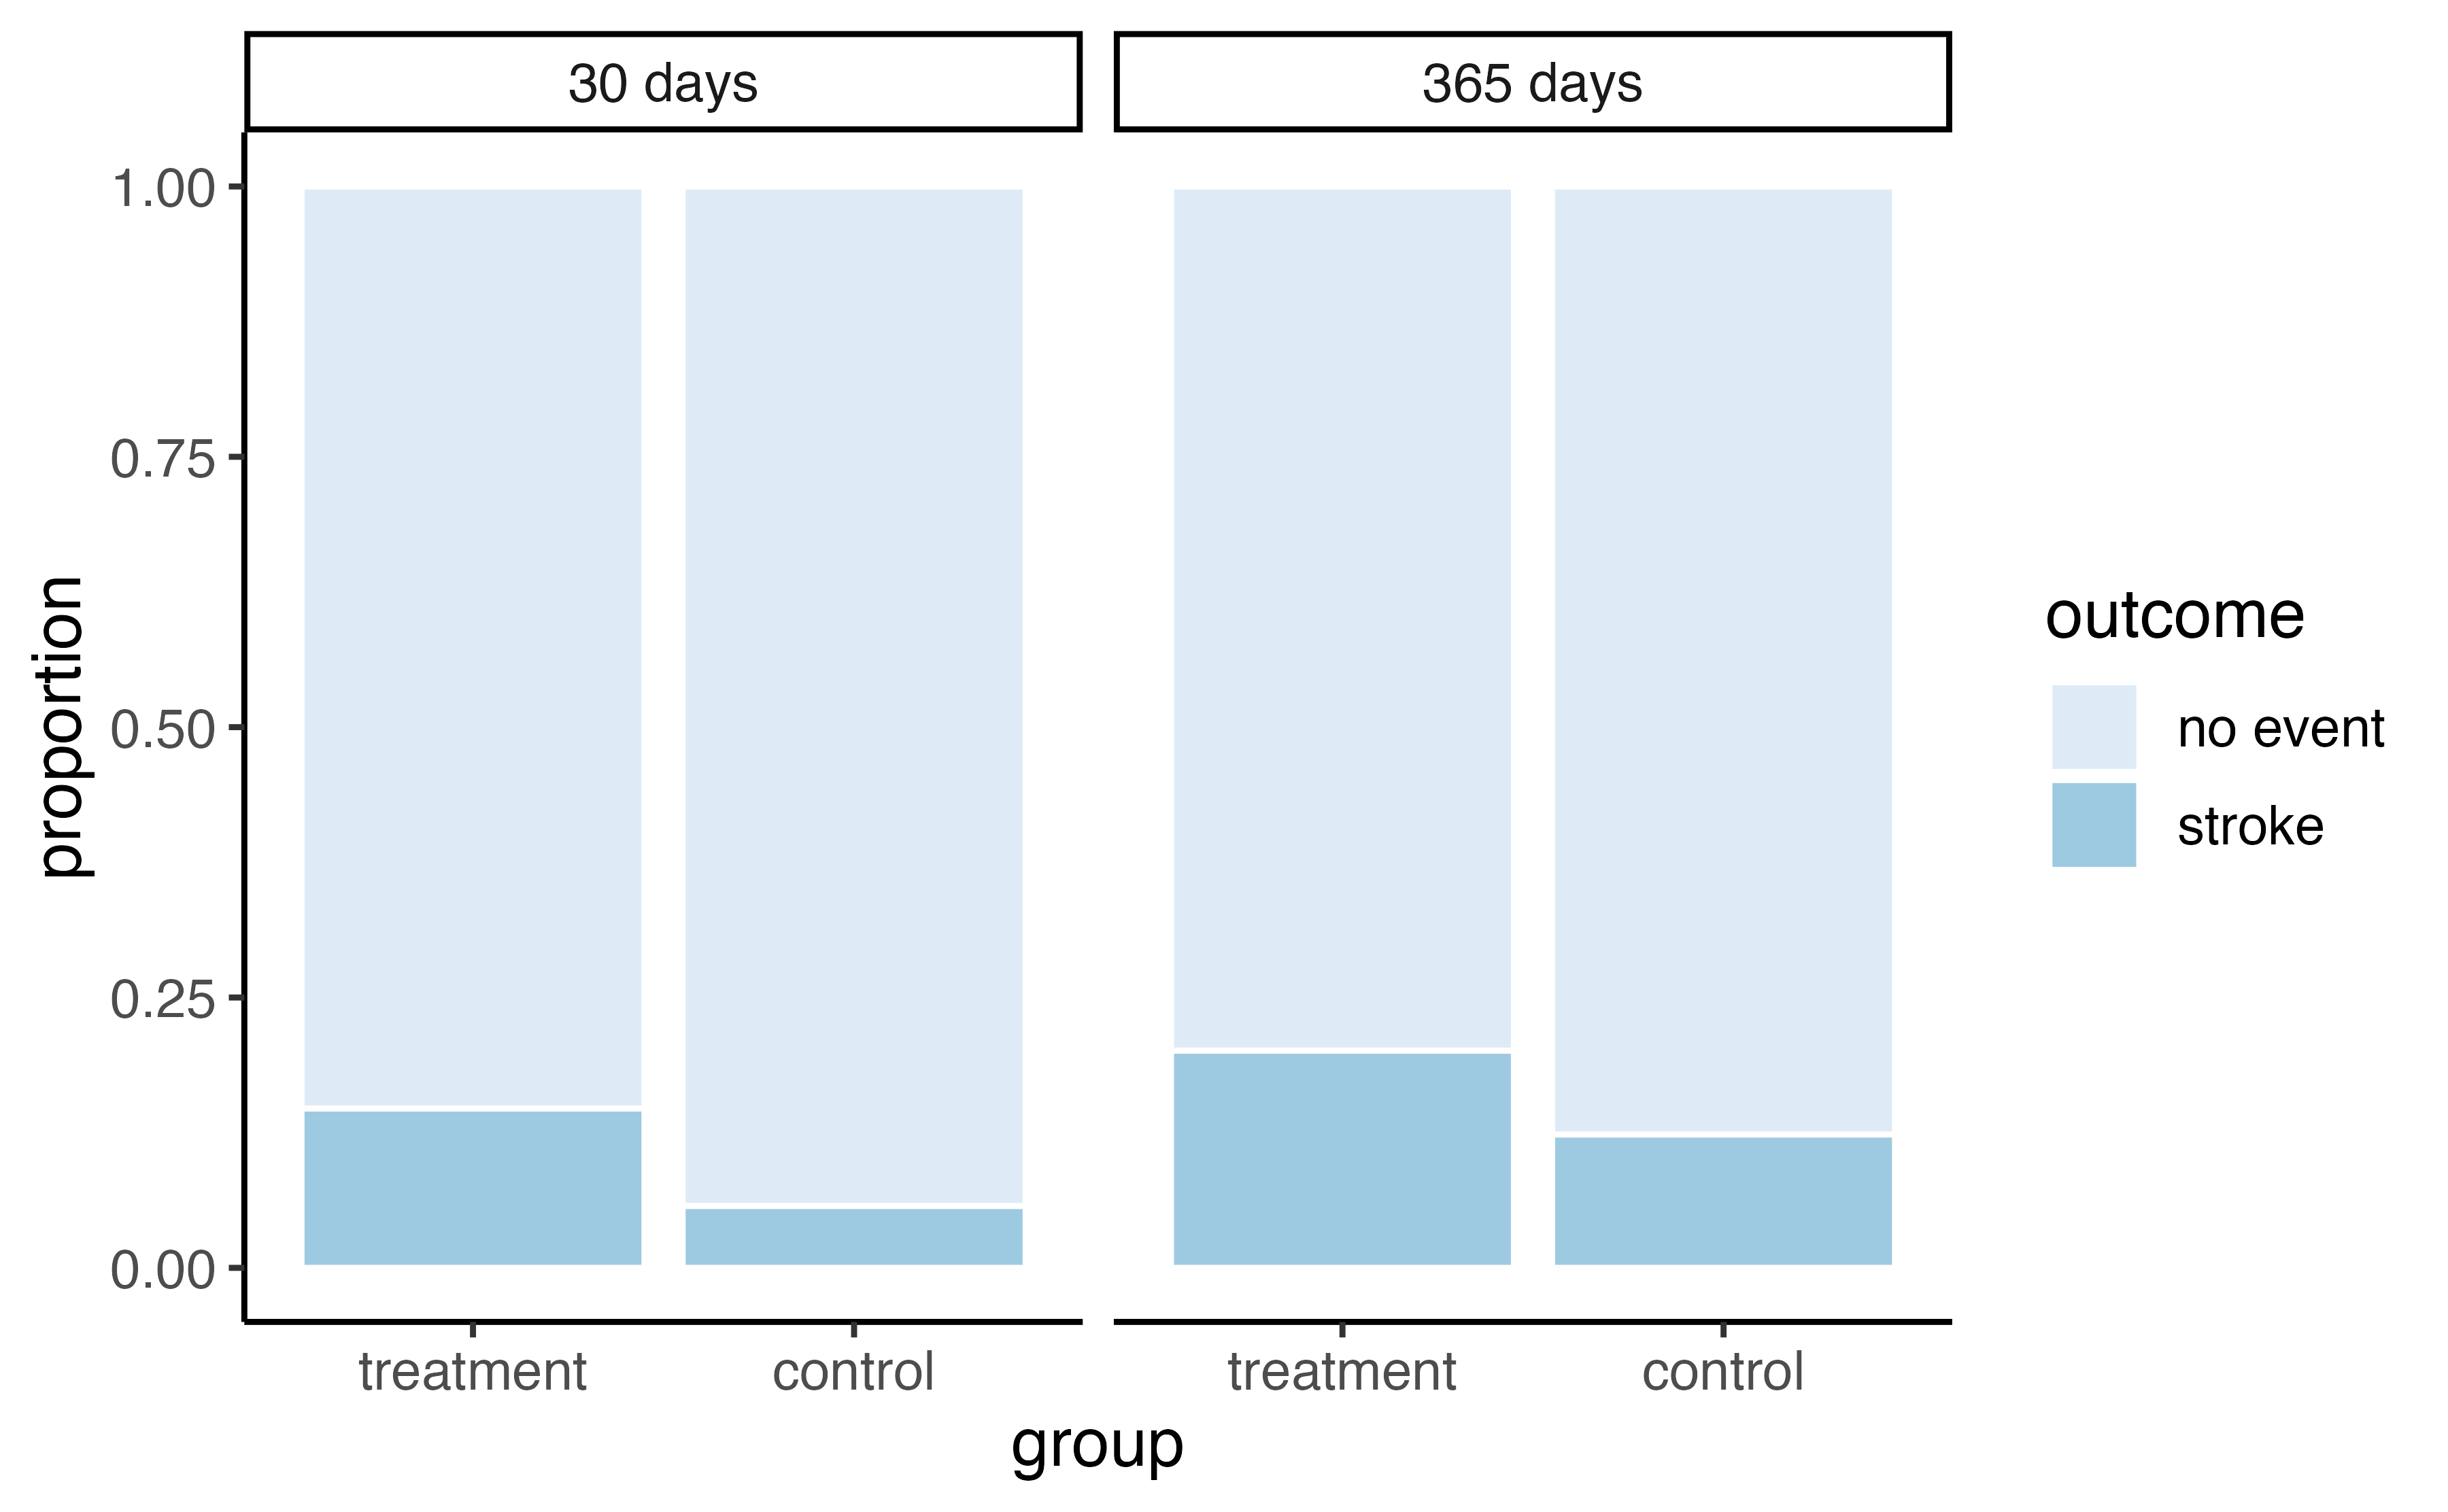 30 days
365 days
1.00
0.75
0.50
0.25
0.00
proportion
treatment
control
treatment
control
group
outcome
no event
stroke